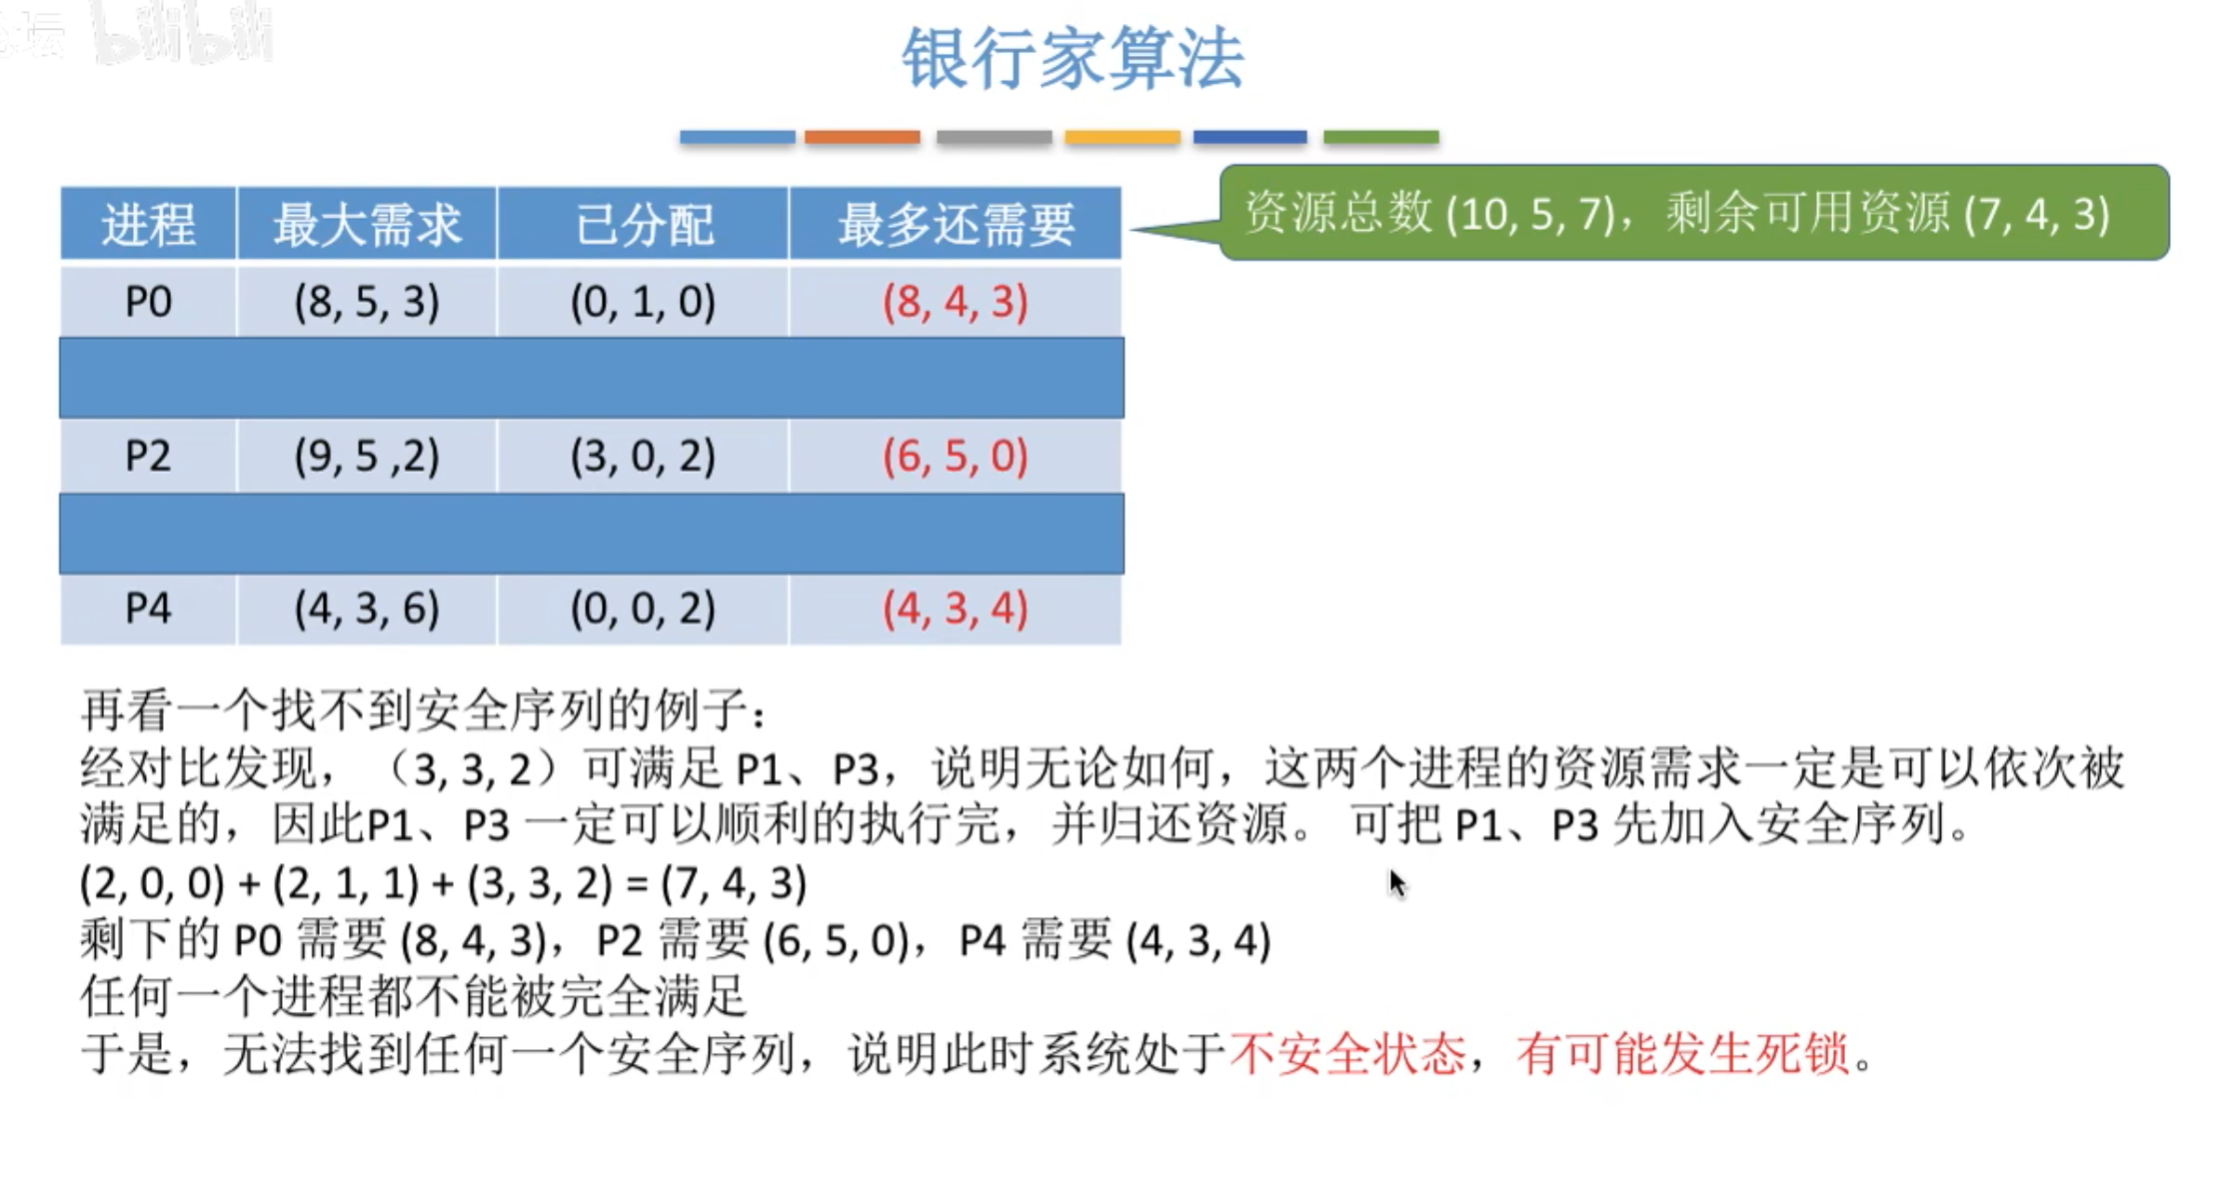 坛 bilibili
银行家算法
资源总数 (10, 5, 7)，剩余可用资源 (7, 4, 3)
进程 最大需求 已分配 最多还需要
P0 (8, 5, 3) (0, 1, 0) (8, 4, 3)
P2 (9, 5 ,2) (3, 0, 2) (6, 5, 0)
P4 (4, 3, 6) (0, 0, 2) (4, 3, 4)
再看一个找不到安全序列的例子：
经对比发现，（3, 3, 2）可满足 P1、P3，说明无论如何，这两个进程的资源需求一定是可以依次被
满足的，因此P1、P3 一定可以顺利的执行完，并归还资源。 可把 P1、P3 先加入安全序列。
(2, 0, 0) + (2, 1, 1) + (3, 3, 2) = (7, 4, 3)
剩下的 P0 需要 (8, 4, 3)，P2 需要 (6, 5, 0)，P4 需要 (4, 3, 4)
任何一个进程都不能被完全满足
于是，无法找到任何一个安全序列，说明此时系统处于不安全状态，有可能发生死锁。